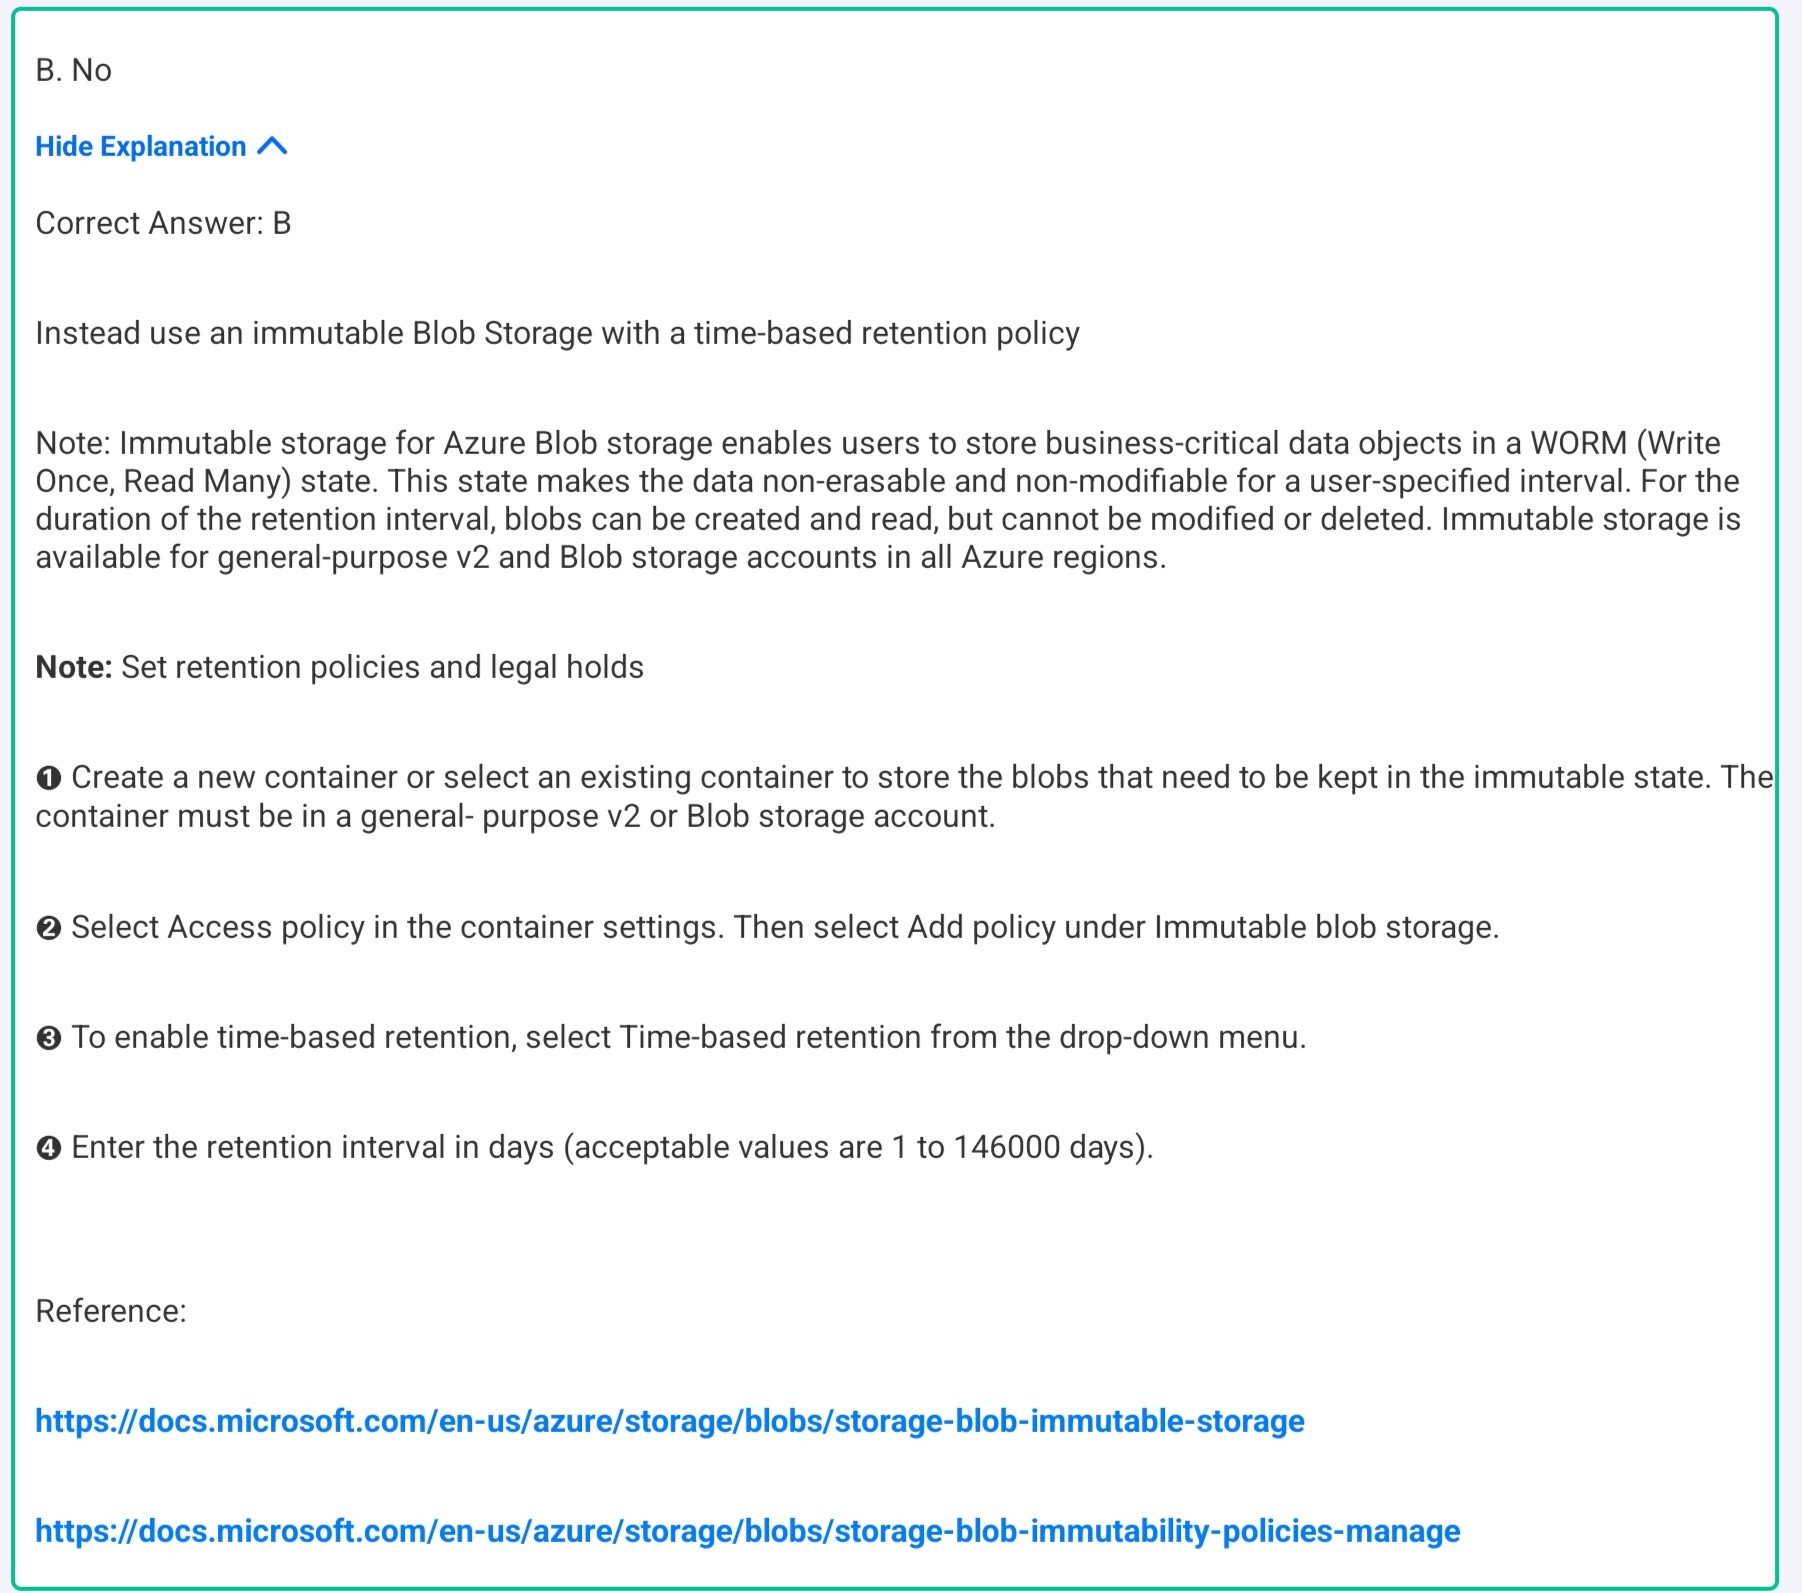 B. No
Hide Explanation
Correct Answer: B
Instead use an immutable Blob Storage with a time-based retention policy
Note: Immutable storage for Azure Blob storage enables users to store business-critical data objects in a WORM (Write
Once, Read Many) state. This state makes the data non-erasable and non-modifiable for a user-specified interval. For the
duration of the retention interval, blobs can be created and read, but cannot be modified or deleted. Immutable storage is
available for general-purpose v2 and Blob storage accounts in all Azure regions.
Note: Set retention policies and legal holds
❶ Create a new container or select an existing container to store the blobs that need to be kept in the immutable state. The
container must be in a general- purpose v2 or Blob storage account.
❷ Select Access policy in the container settings. Then select Add policy under Immutable blob storage.
❸ To enable time-based retention, select Time-based retention from the drop-down menu.
❹ Enter the retention interval in days (acceptable values are 1 to 146000 days).
Reference:
https://docs.microsoft.com/en-us/azure/storage/blobs/storage-blob-immutable-storage
https://docs.microsoft.com/en-us/azure/storage/blobs/storage-blob-immutability-policies-manage